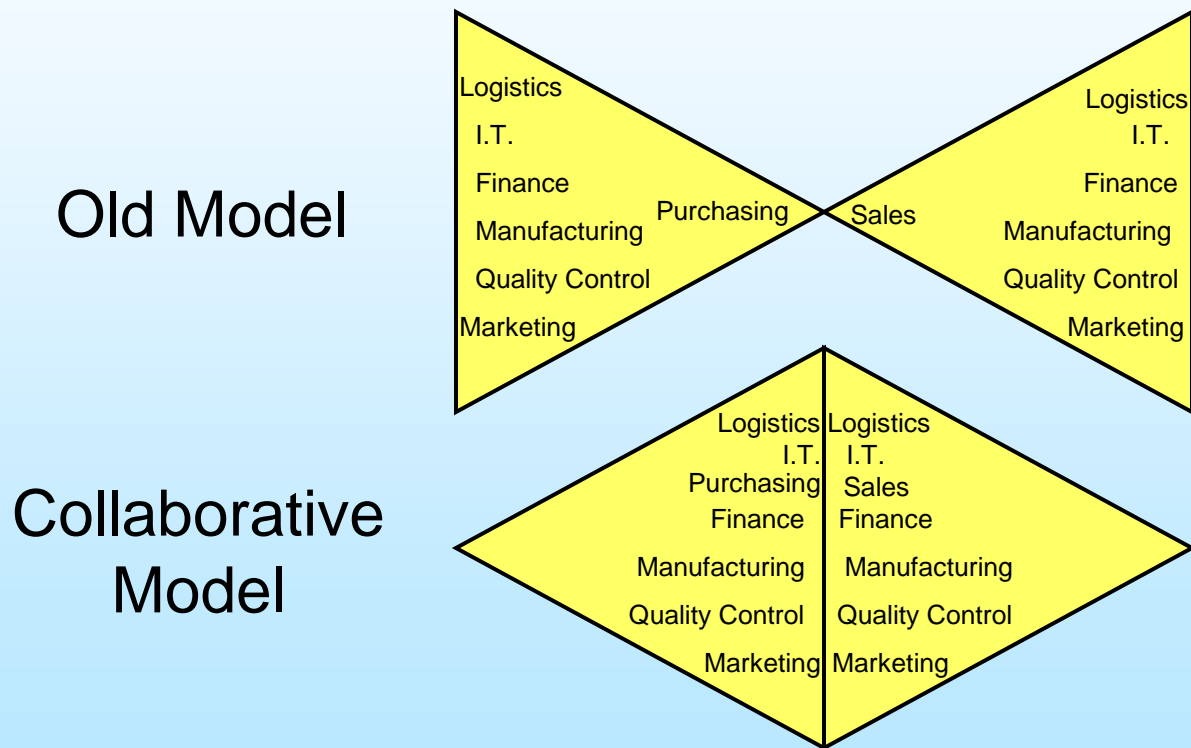 Old Model
Logistics
I.T.
Finance
Manufacturing
Quality Control
Marketing
Purchasing
Sales
Logistics
I.T.
Finance
Manufacturing
Quality Control
Marketing
Collaborative
Model
Logistics
I.T.
Purchasing
Finance
Manufacturing
Quality Control
Marketing
Logistics
I.T.
Sales
Finance
Manufacturing
Quality Control
Marketing